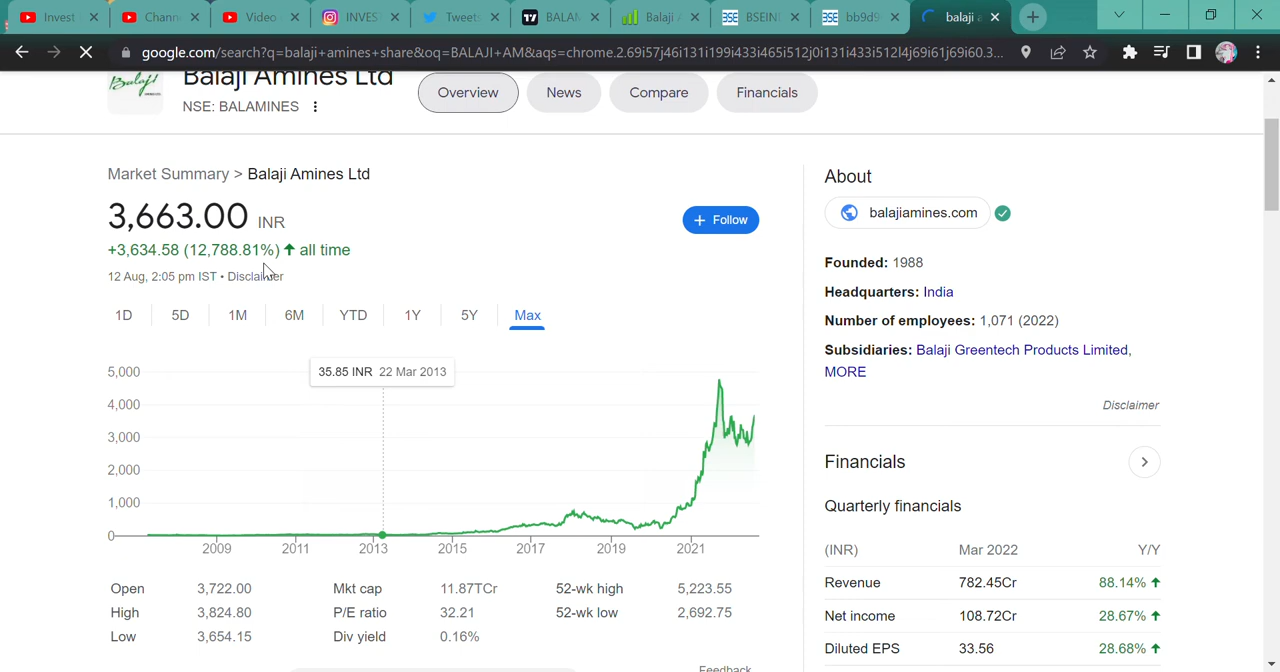 Invest
Channe
Video
INVEST
Tweets
BALAM
Balaji A
BSEIND
bb9d9
balaji a
google.com/search?q=balaji+amines+share&oq=BALAJI+AM&aqs=chrome.2.69i57j46i131i199i433i465i512j0i131i433i512l4j69i61j69i60.3...
Balaji
Balaji Amines Ltd
NSE: BALAMINES
Overview
News
Compare
Financials
Market Summary > Balaji Amines Ltd
3,663.00 INR
+ Follow
+3,634.58 (12,788.81%) ↑ all time
12 Aug, 2:05 pm IST • Disclaimer
1D
5D
1M
6M
YTD
1Y
5Y
Max
35.85 INR 22 Mar 2013
5,000
4,000
3,000
2,000
1,000
0
2009 2011 2013 2015 2017 2019 2021
Open 3,722.00 Mkt cap 11.87TCr 52-wk high 5,223.55
High 3,824.80 P/E ratio 32.21 52-wk low 2,692.75
Low 3,654.15 Div yield 0.16%
Feedback
About
balajiamines.com
Founded: 1988
Headquarters: India
Number of employees: 1,071 (2022)
Subsidiaries: Balaji Greentech Products Limited,
MORE
Disclaimer
Financials
Quarterly financials
(INR) Mar 2022 Y/Y
Revenue 782.45Cr 88.14% ↑
Net income 108.72Cr 28.67% ↑
Diluted EPS 33.56 28.68% ↑